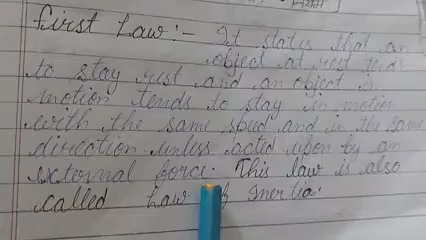 First Law:- It states that an
object at rest tends
to stay rest and an object in
motion tends to stay in motion
with the same speed and in the same
direction unless acted upon by an
external force. This law is also
called Law of Inertia.